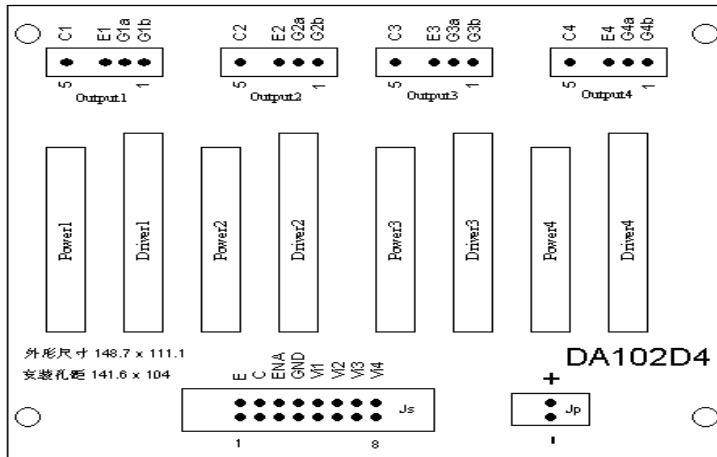 C1 E1 G1a G1b C2 E2 G2a G2b C3 E3 G3a G3b C4 E4 G4a G4b
5 1 5 1 5 1 5 1
Output1 Output2 Output3 Output4
Power1 Driver1 Power2 Driver2 Power3 Driver3 Power4 Driver4
外形尺寸 148.7 x 111.1
安装孔距 141.6 x 104
E C ENA GND Vi1 Vi2 Vi3 Vi4
DA102D4
+
Js Jp
1 8 -